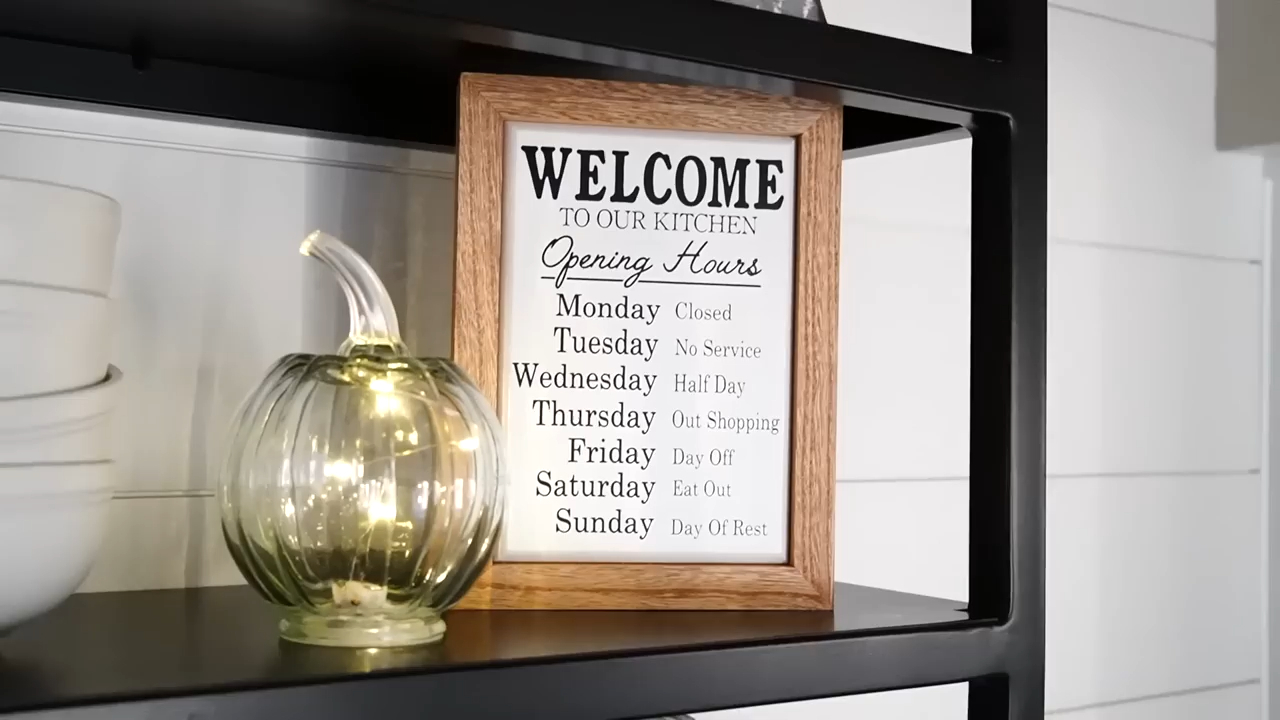 WELCOME
TO OUR KITCHEN
Opening Hours
Monday Closed
Tuesday No Service
Wednesday Half Day
Thursday Out Shopping
Friday Day Off
Saturday Eat Out
Sunday Day Of Rest